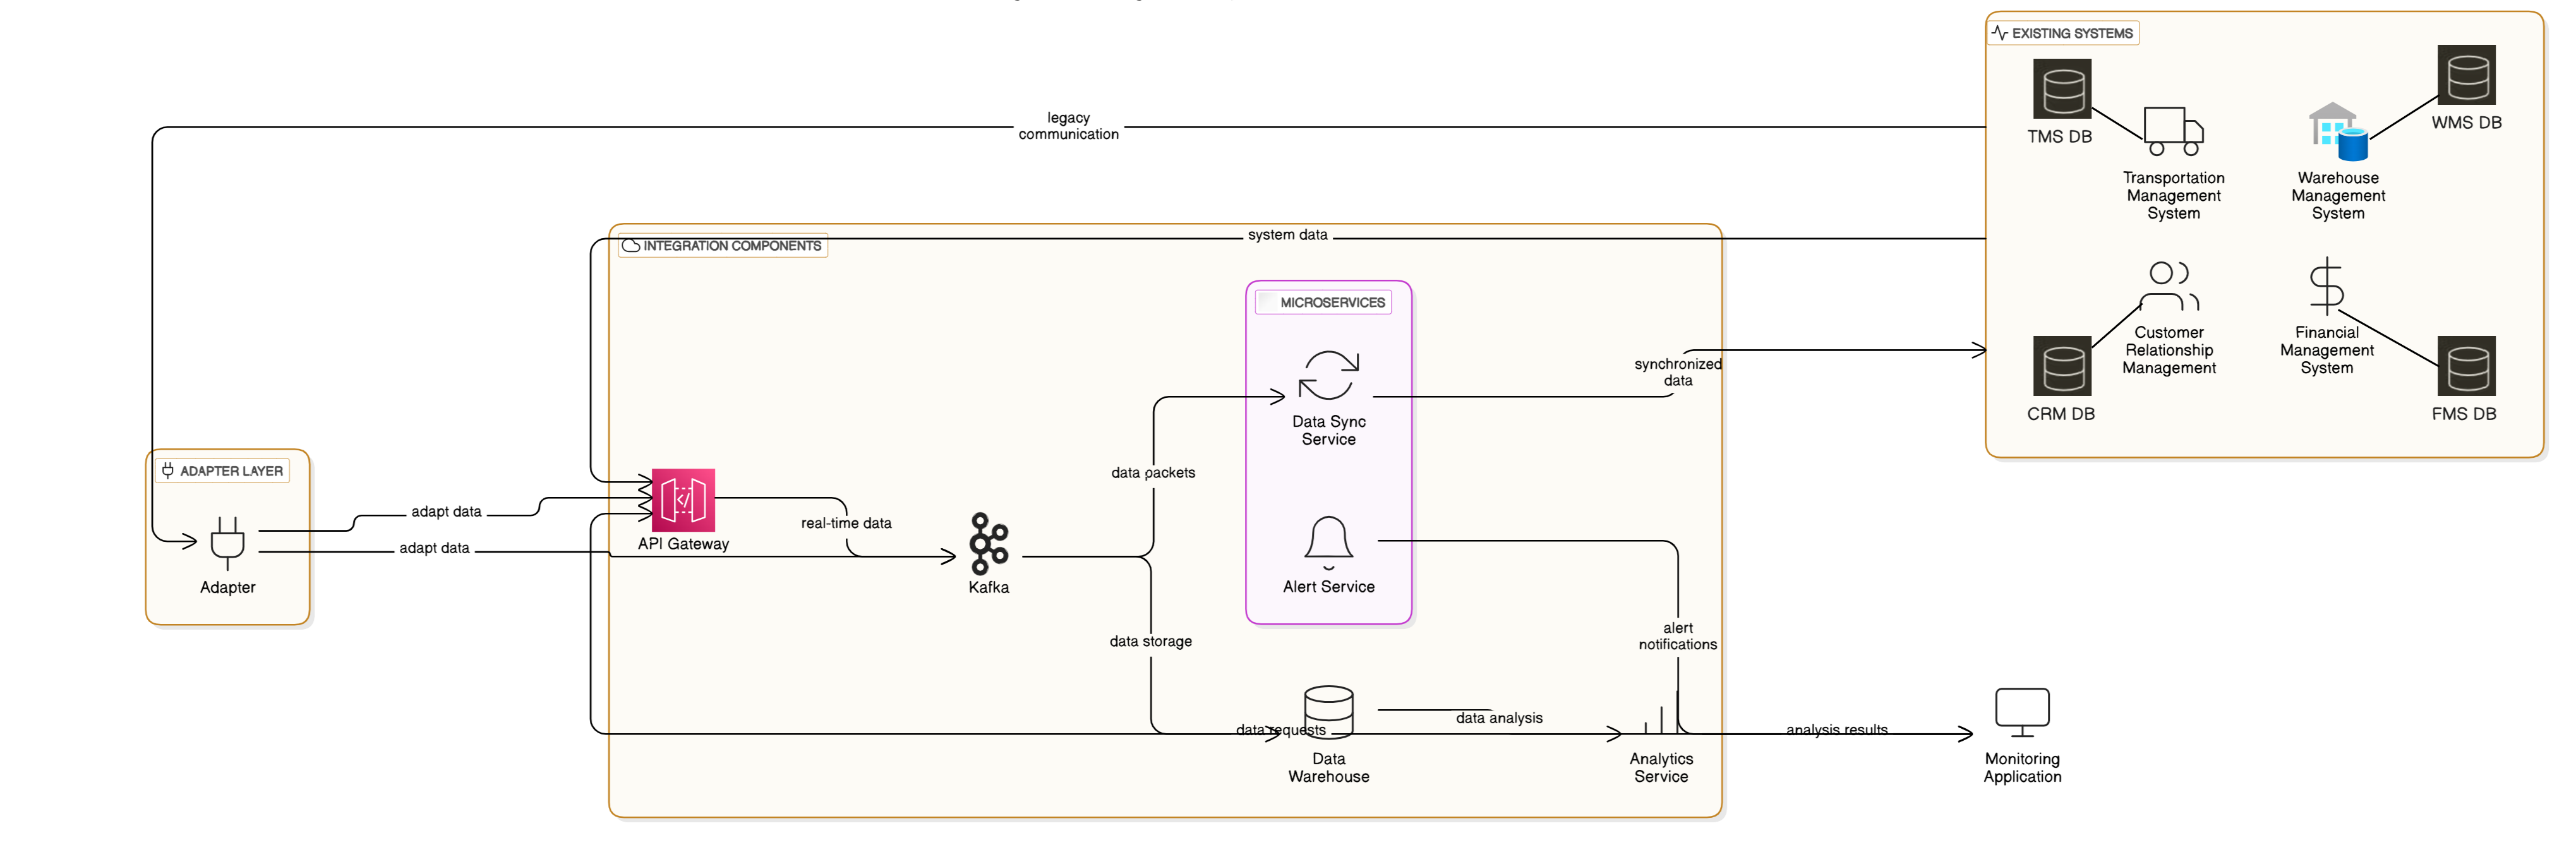 EXISTING SYSTEMS
TMS DB
WMS DB
Transportation
Management
System
Warehouse
Management
System
Customer
Relationship
Management
Financial
Management
System
CRM DB
FMS DB
legacy
communication
system data
INTEGRATION COMPONENTS
MICROSERVICES
Data Sync
Service
Alert Service
synchronized
data
ADAPTER LAYER
Adapter
adapt data
adapt data
API Gateway
real-time data
Kafka
data packets
data storage
alert
notifications
data requests
Data
Warehouse
data analysis
Analytics
Service
analysis results
Monitoring
Application